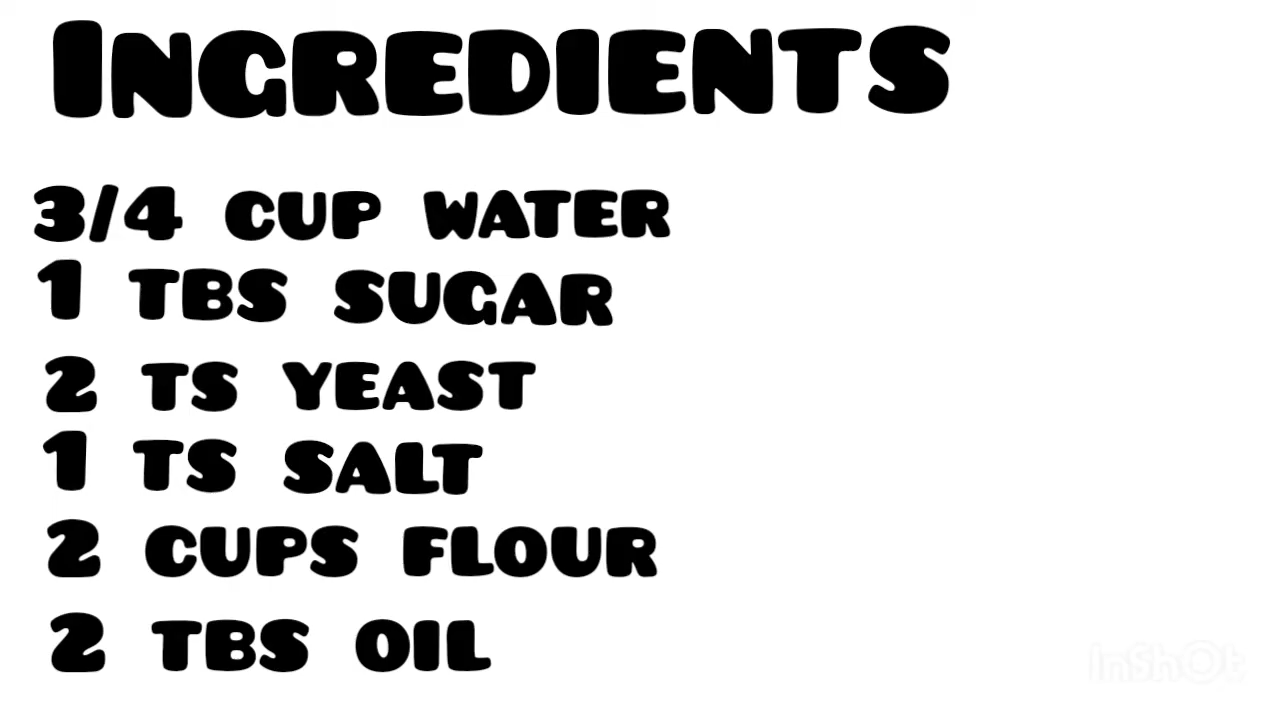 INGREDIENTS
3/4 CUP WATER
1 TBS SUGAR
2 TS YEAST
1 TS SALT
2 CUPS FLOUR
2 TBS OIL
InShOt